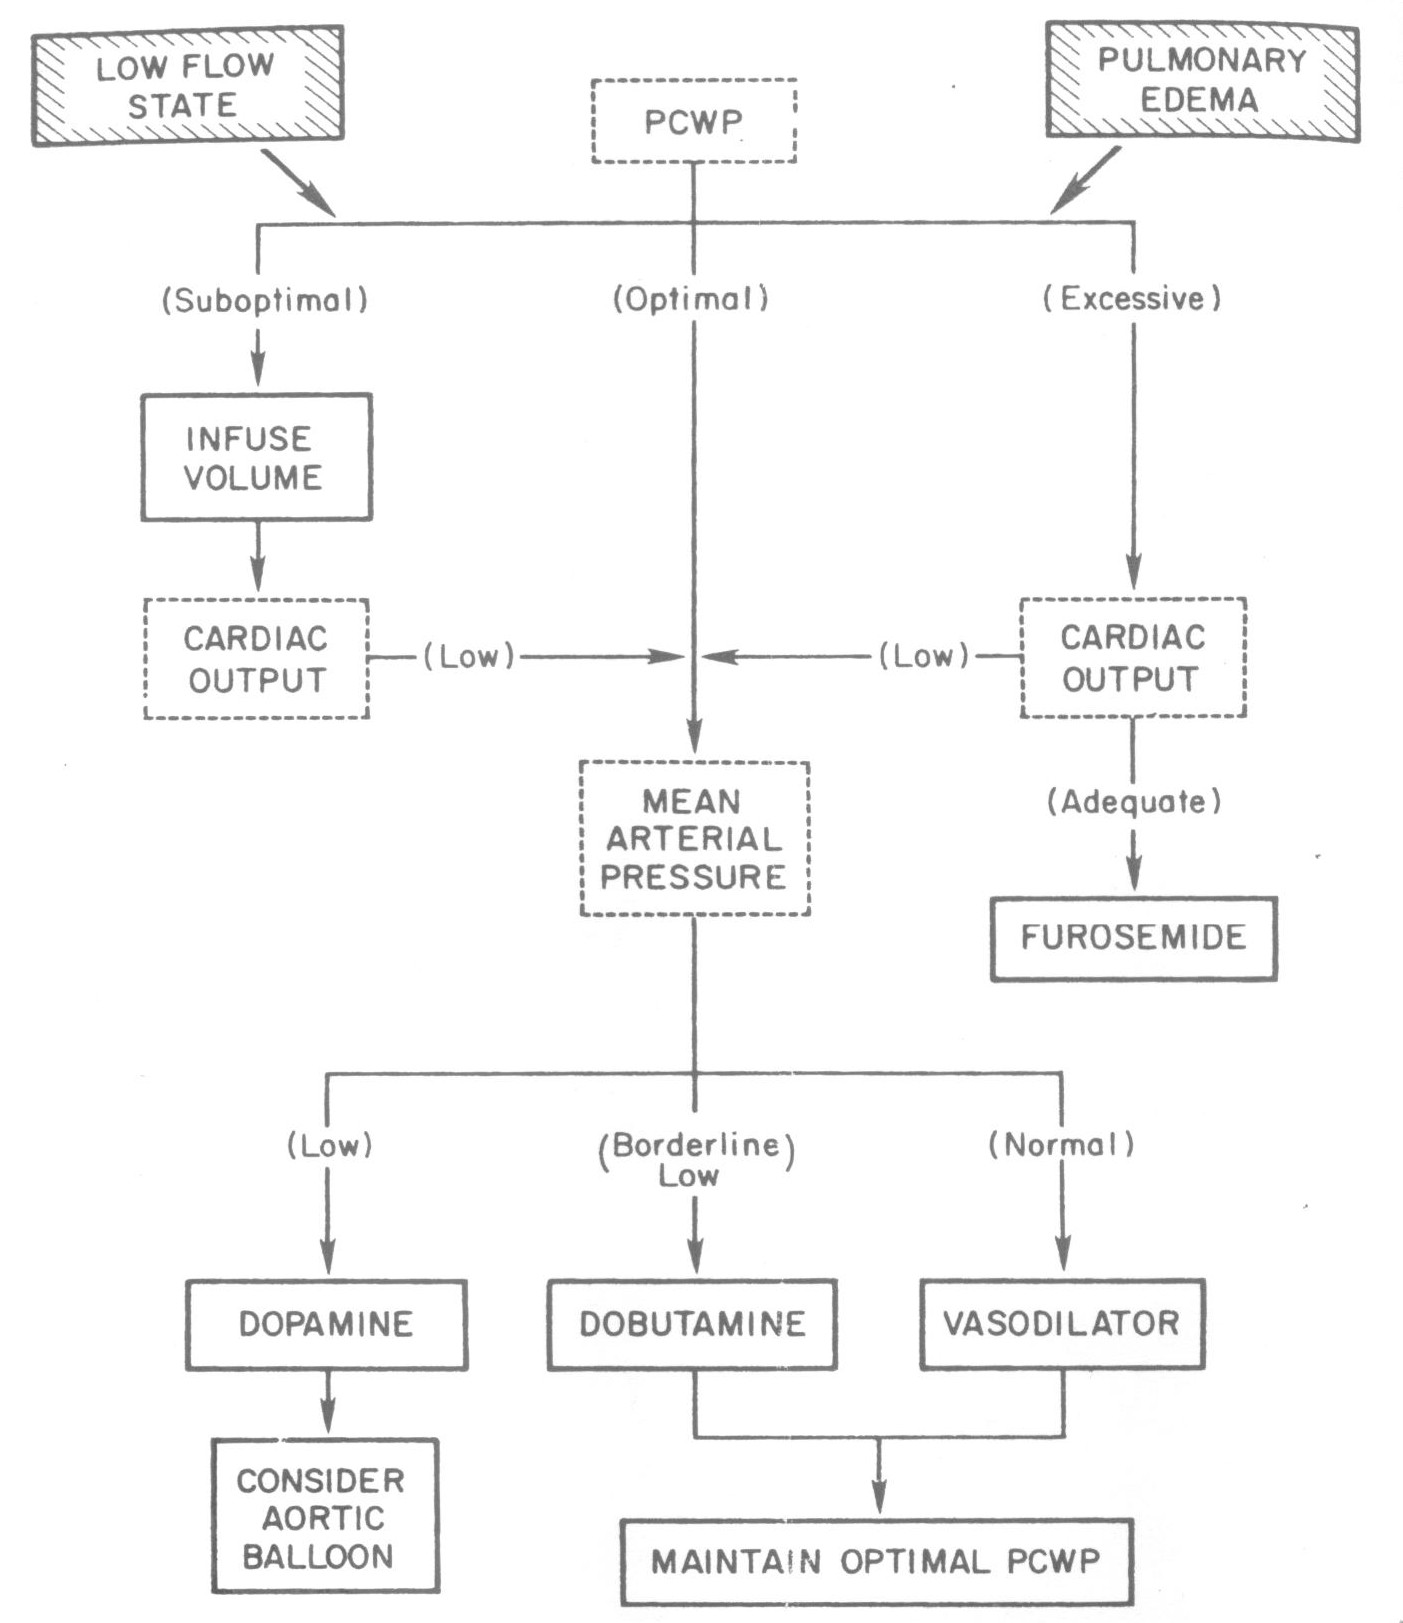 LOW FLOW
STATE
PCWP
PULMONARY
EDEMA
(Suboptimal)
(Optimal)
(Excessive)
INFUSE
VOLUME
CARDIAC
OUTPUT
(Low)
(Low)
CARDIAC
OUTPUT
MEAN
ARTERIAL
PRESSURE
(Adequate)
FUROSEMIDE
(Low)
(Borderline
Low)
(Normal)
DOPAMINE
DOBUTAMINE
VASODILATOR
CONSIDER
AORTIC
BALLOON
MAINTAIN OPTIMAL PCWP